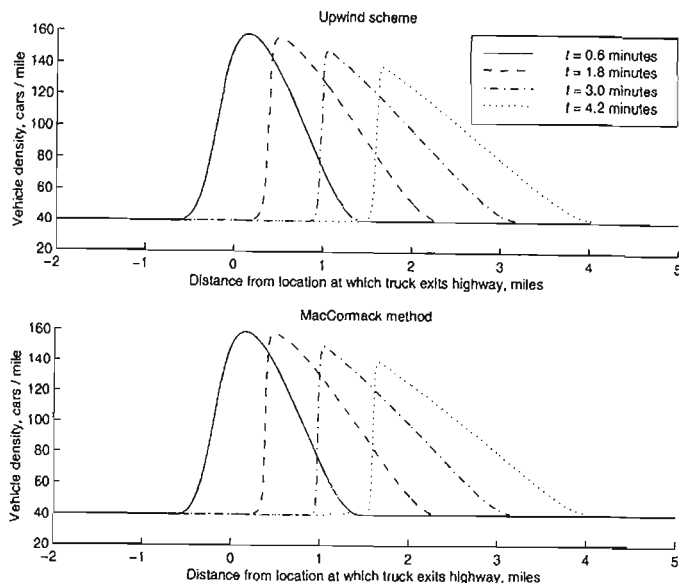 Upwind scheme
Vehicle density, cars / mile
160
140
120
100
80
60
40
20
t = 0.6 minutes
t = 1.8 minutes
t = 3.0 minutes
t = 4.2 minutes
−2 −1 0 1 2 3 4 5
Distance from location at which truck exits highway, miles
MacCormack method
Vehicle density, cars / mile
160
140
120
100
80
60
40
20
−2 −1 0 1 2 3 4 5
Distance from location at which truck exits highway, miles